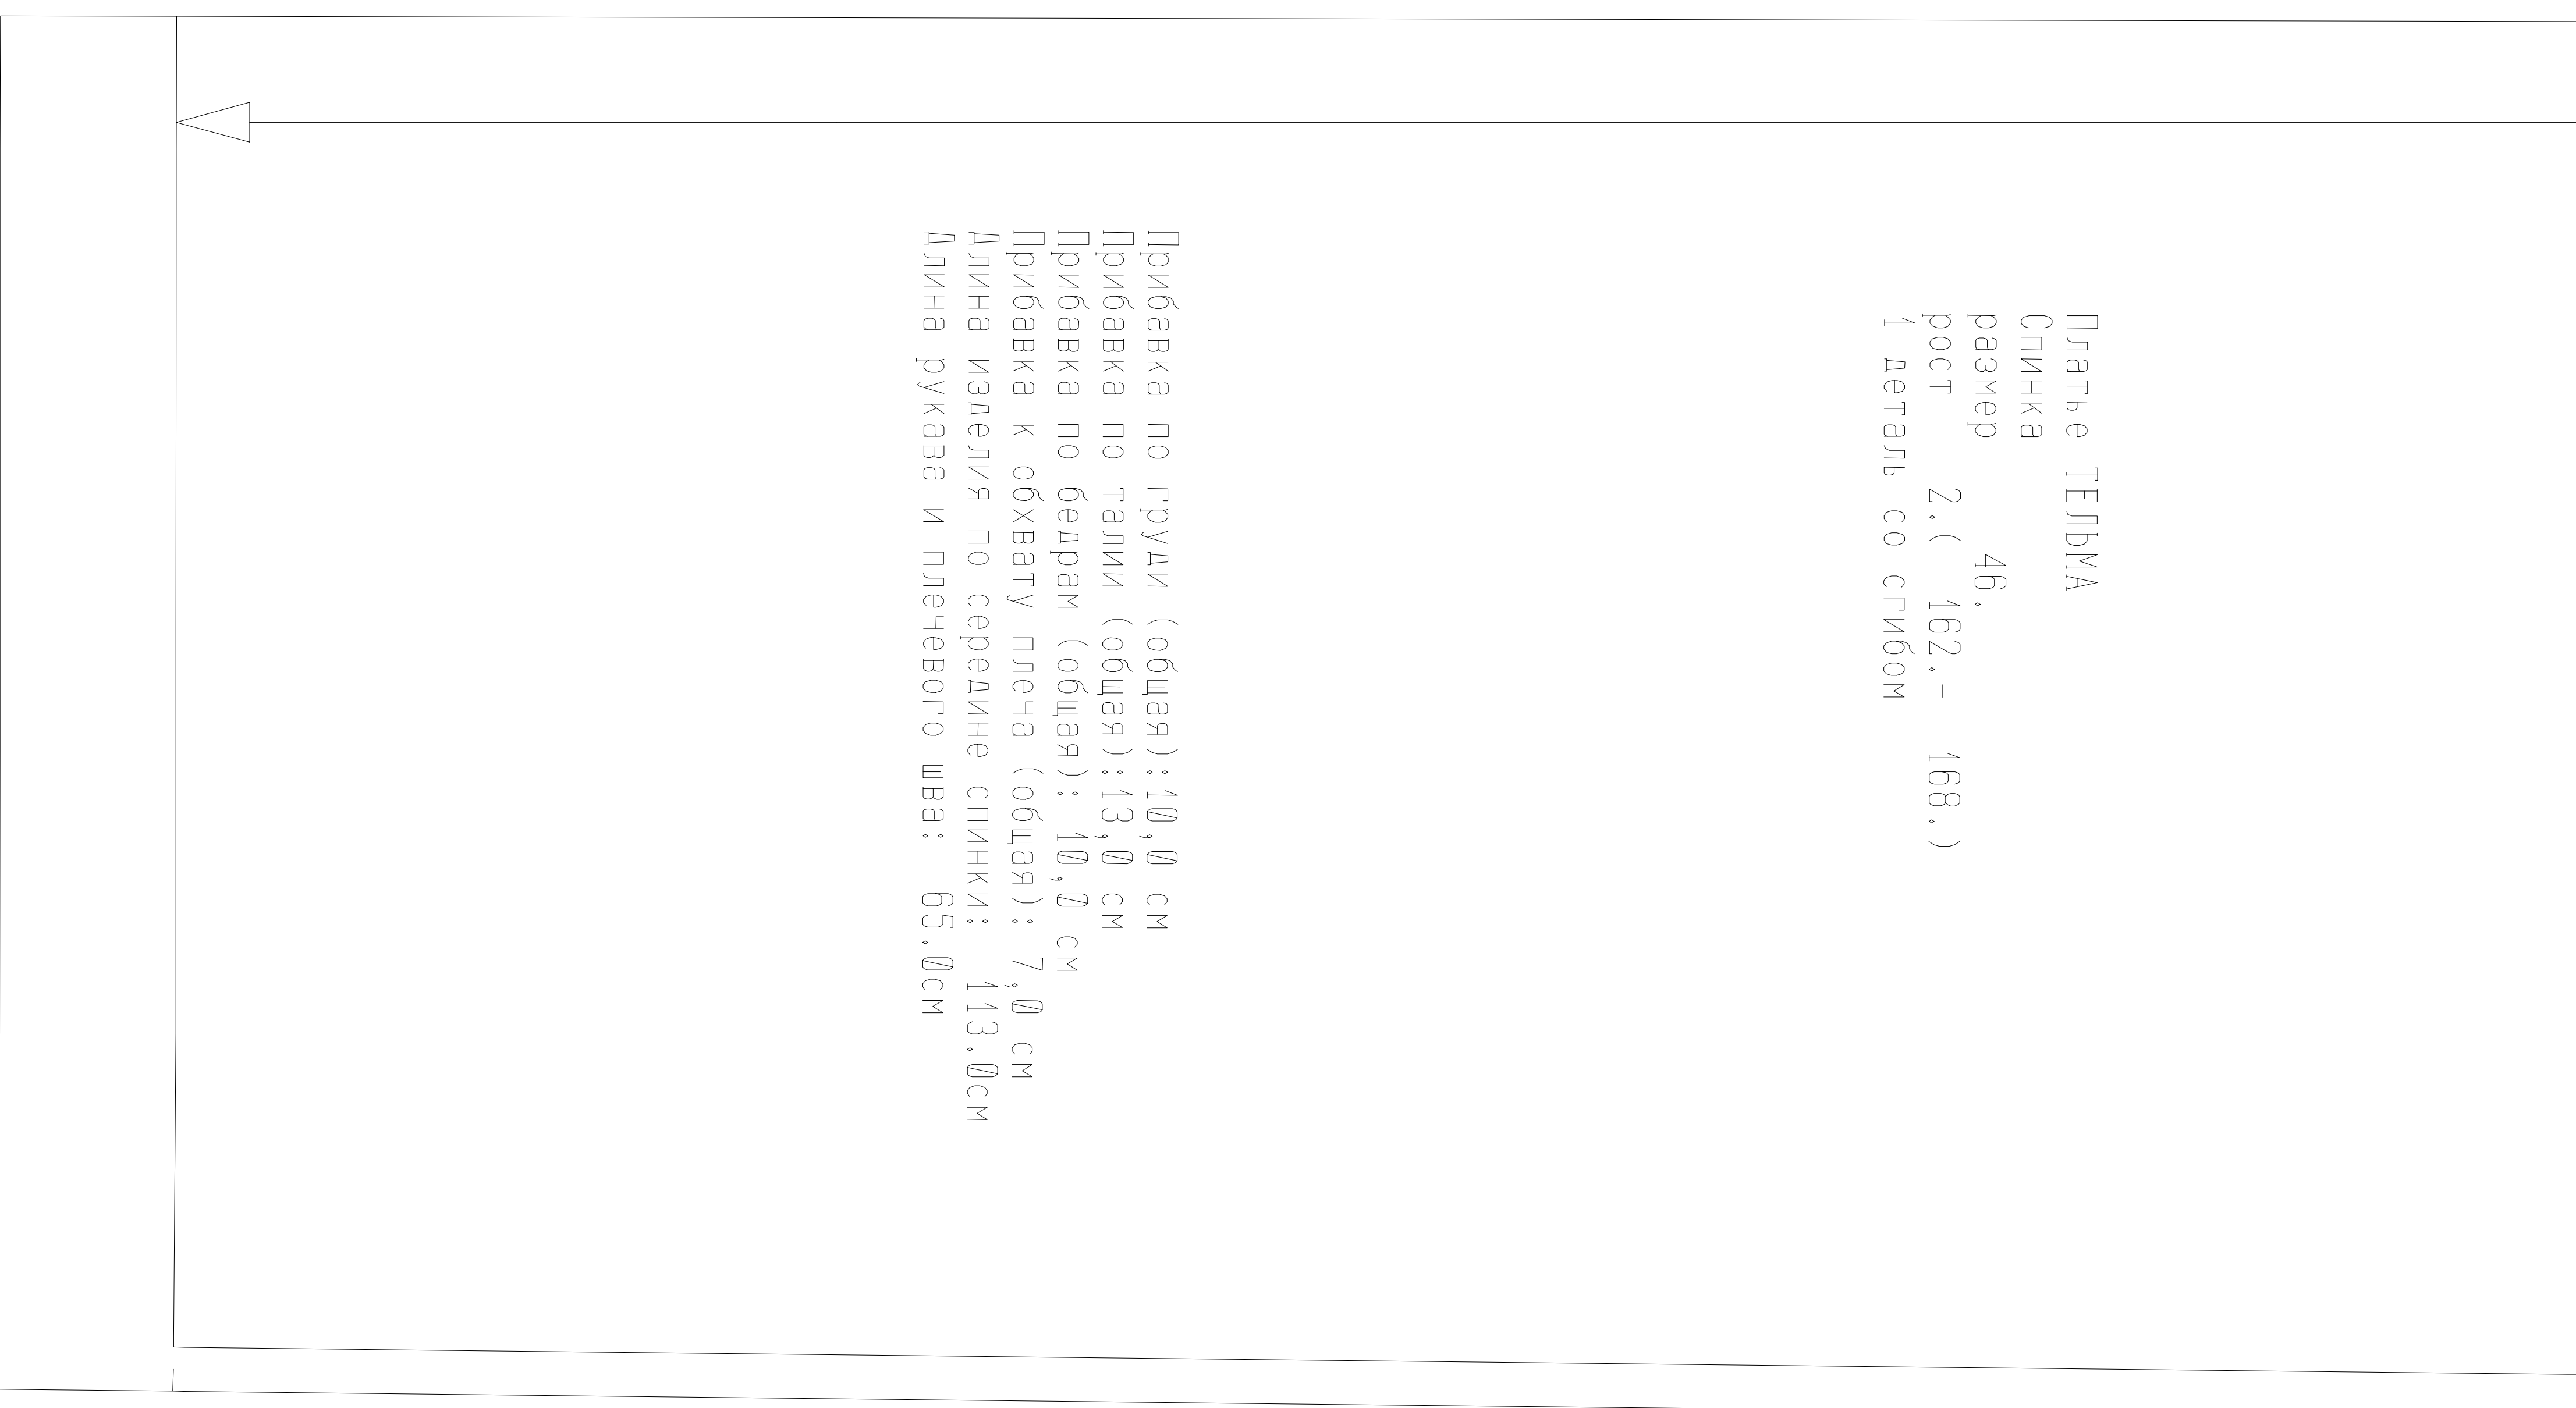 Платье ТЕЛЬМА
Спинка
размер 46.
рост 2.( 162.- 168.)
1 деталь со сгибом
Прибавка по груди (общая):10,0 см
Прибавка по талии (общая):13,0 см
Прибавка по бедрам (общая): 10,0 см
Прибавка к обхвату плеча (общая): 7,0 см
Длина изделия по середине спинки: 113.0см
Длина рукава и плечевого шва: 65.0см